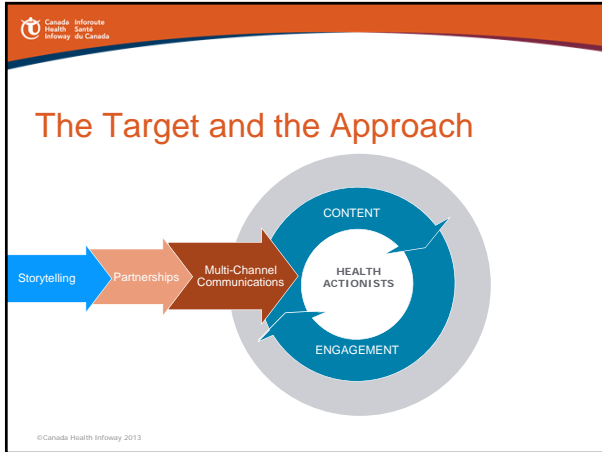 Canada Inforoute
Health Santé
Infoway du Canada
The Target and the Approach
Storytelling
Partnerships
Multi-Channel
Communications
CONTENT
HEALTH
ACTIONISTS
ENGAGEMENT
©Canada Health Infoway 2013